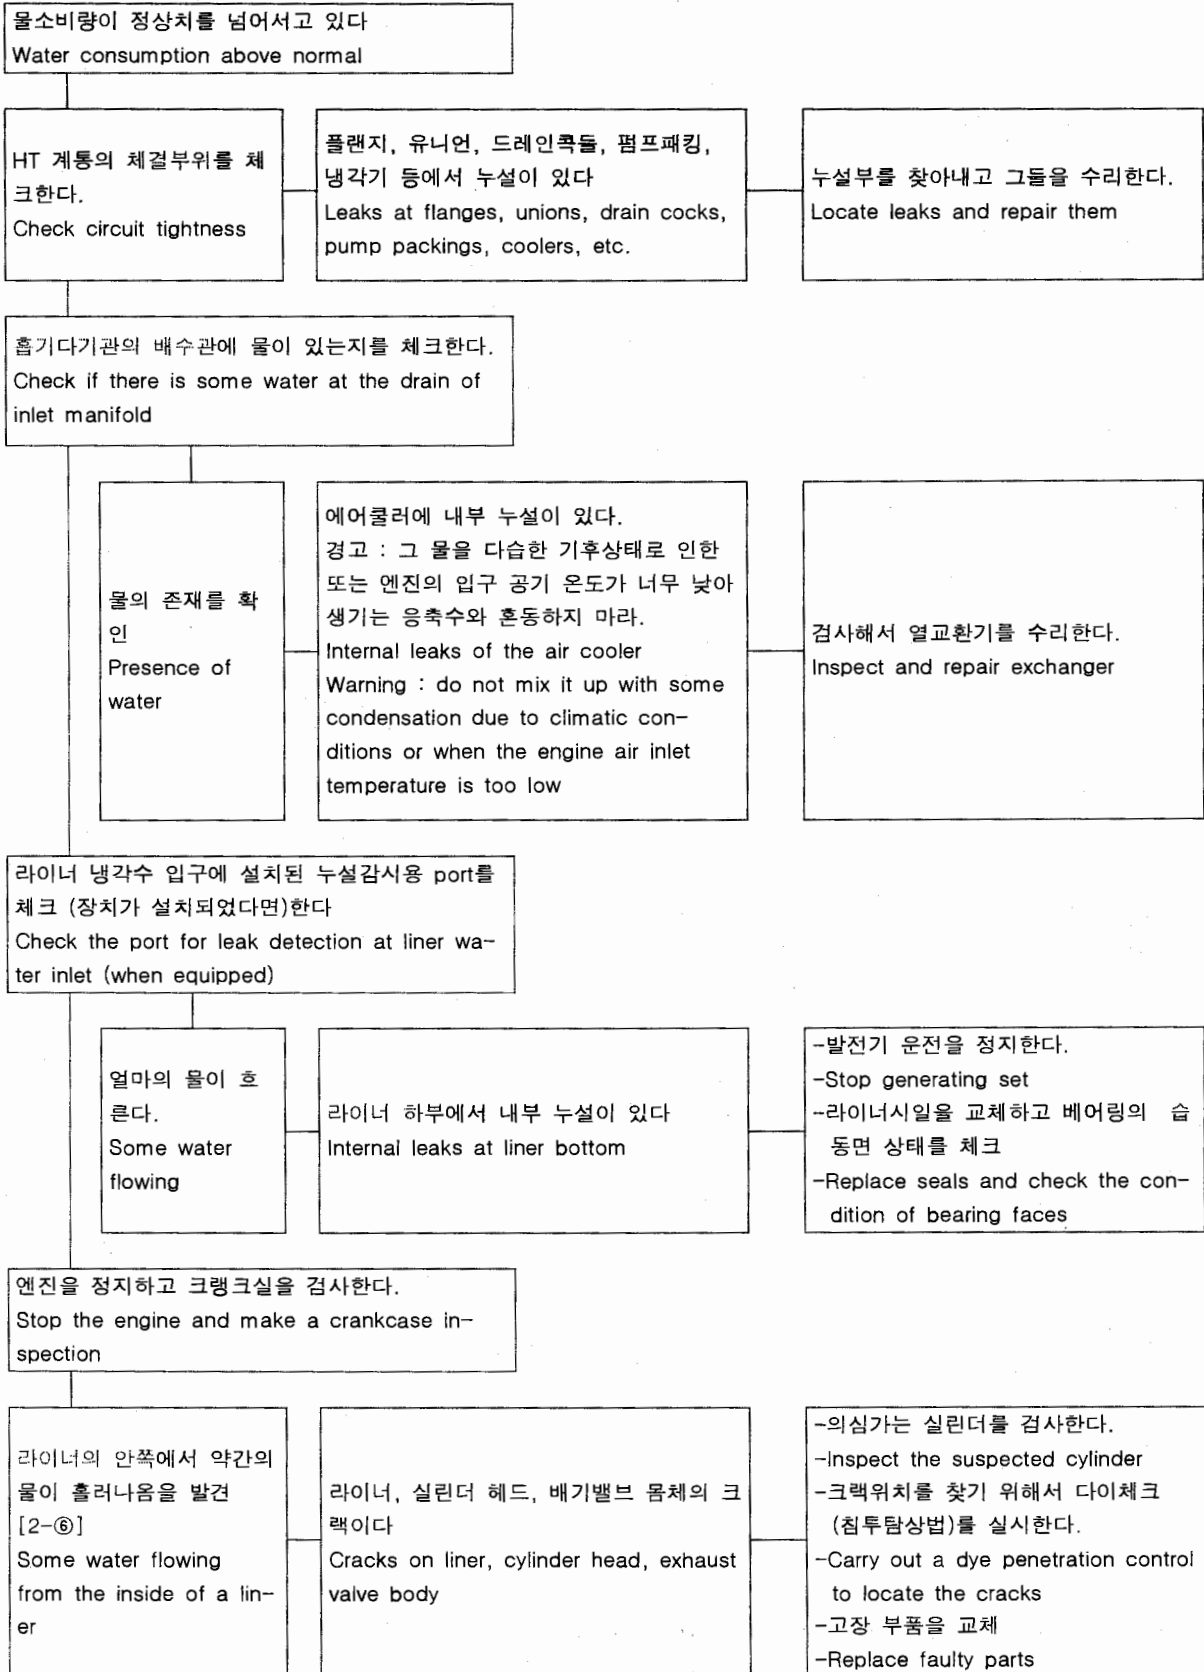 물소비량이 정상치를 넘어서고 있다
Water consumption above normal
HT 계통의 체결부위를 체
크한다.
Check circuit tightness
플랜지, 유니언, 드레인콕들, 펌프패킹,
냉각기 등에서 누설이 있다
Leaks at flanges, unions, drain cocks,
pump packings, coolers, etc.
누설부를 찾아내고 그들을 수리한다.
Locate leaks and repair them
흡기다기관의 배수관에 물이 있는지를 체크한다.
Check if there is some water at the drain of
inlet manifold
물의 존재를 확
인
Presence of
water
에어쿨러에 내부 누설이 있다.
경고 : 그 물을 다습한 기후상태로 인한
또는 엔진의 입구 공기 온도가 너무 낮아
생기는 응축수와 혼동하지 마라.
Internal leaks of the air cooler
Warning : do not mix it up with some
condensation due to climatic con-
ditions or when the engine air inlet
temperature is too low
검사해서 열교환기를 수리한다.
Inspect and repair exchanger
라이너 냉각수 입구에 설치된 누설감시용 port를
체크 (장치가 설치되었다면)한다
Check the port for leak detection at liner wa-
ter inlet (when equipped)
얼마의 물이 흐
른다.
Some water
flowing
라이너 하부에서 내부 누설이 있다
Internal leaks at liner bottom
-발전기 운전을 정지한다.
-Stop generating set
-라이너시일을 교체하고 베어링의 습
동면 상태를 체크
-Replace seals and check the con-
dition of bearing faces
엔진을 정지하고 크랭크실을 검사한다.
Stop the engine and make a crankcase in-
spection
라이너의 안쪽에서 약간의
물이 흘러나옴을 발견
[2-⑥]
Some water flowing
from the inside of a lin-
er
라이너, 실린더 헤드, 배기밸브 몸체의 크
랙이다
Cracks on liner, cylinder head, exhaust
valve body
-의심가는 실린더를 검사한다.
-Inspect the suspected cylinder
-크랙위치를 찾기 위해서 다이체크
(침투탐상법)를 실시한다.
-Carry out a dye penetration control
to locate the cracks
-고장 부품을 교체
-Replace faulty parts